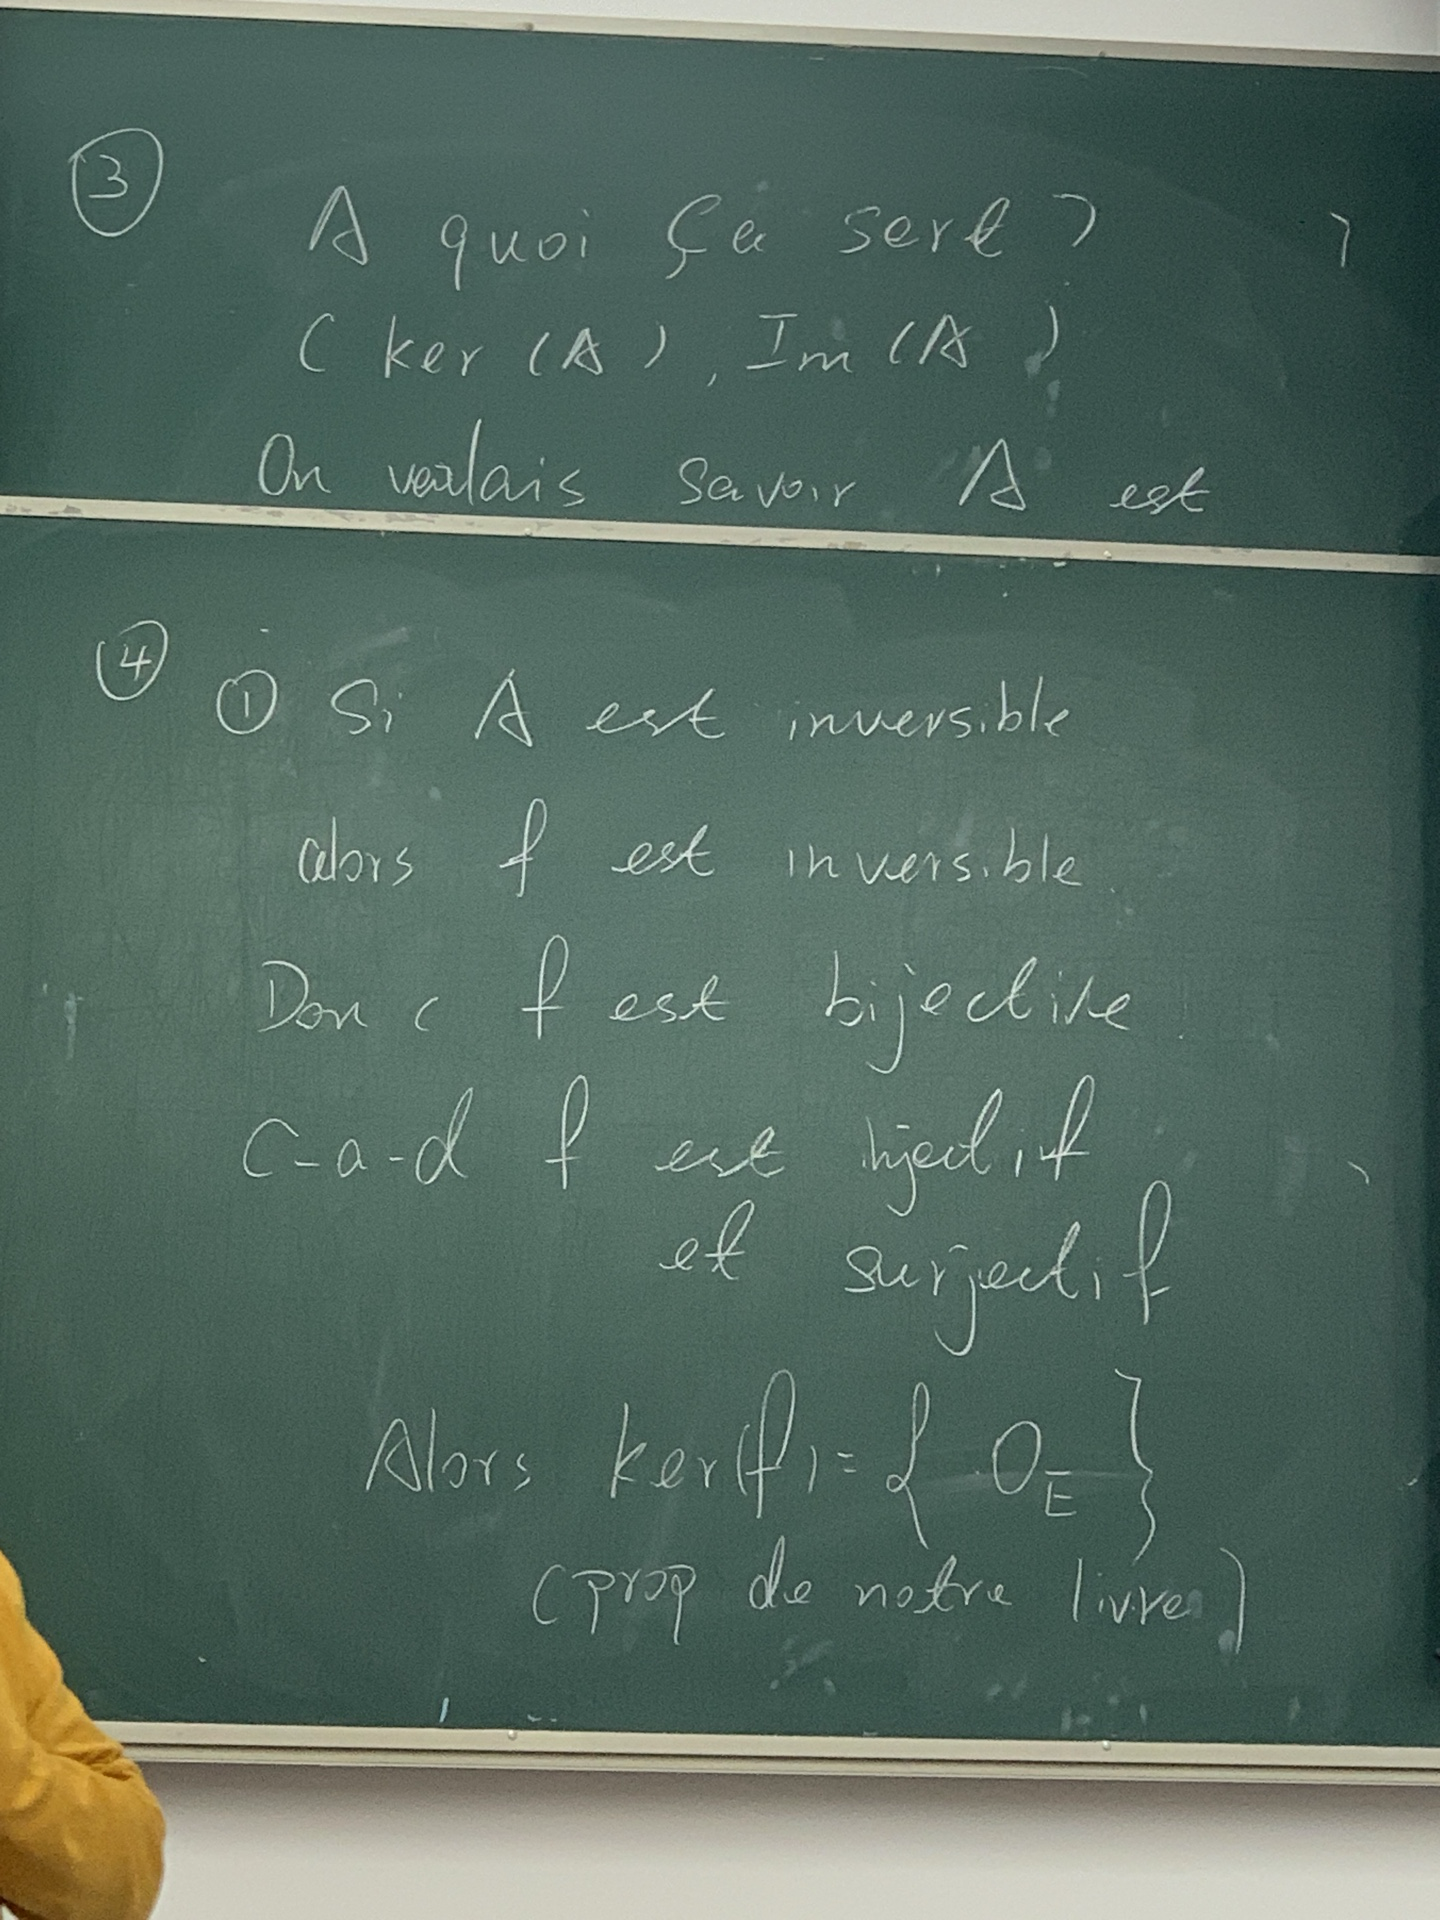 ③
A quoi ça sert ?
( ker (A), Im (A)
On voulais savoir A est
④ ① Si A est inversible
alors f est inversible.
Donc f est bijective.
C-a-d f est injectif
et surjectif
Alors ker(f) = { 0_E }
(prop de notre livre)